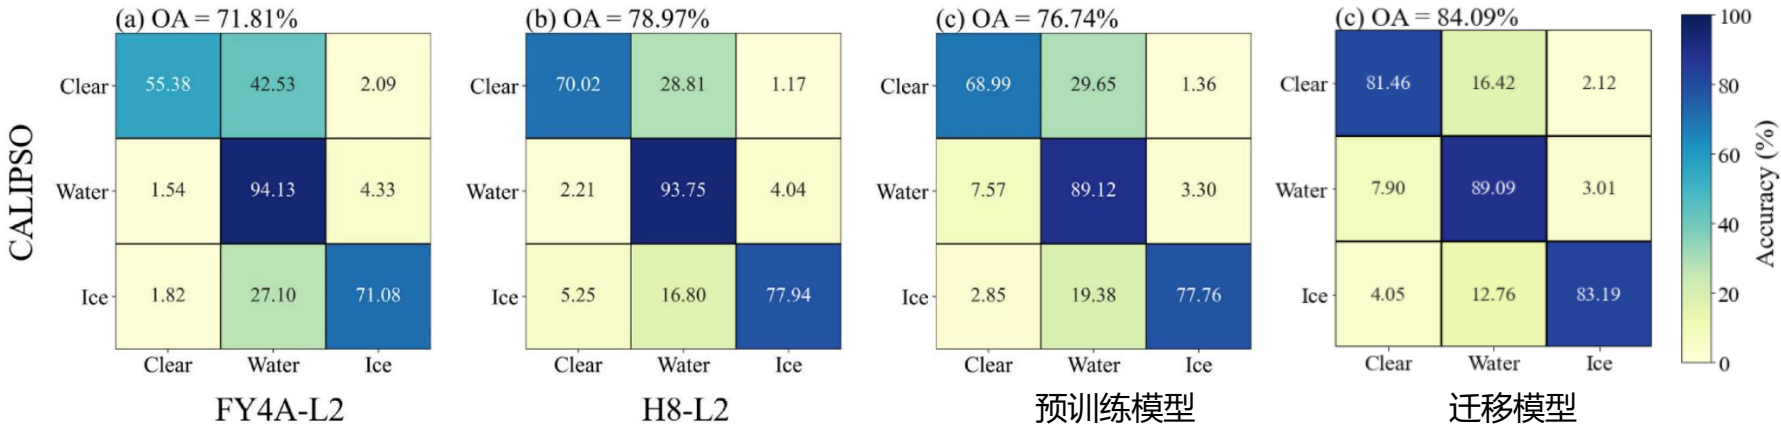 (a) OA = 71.81%
(b) OA = 78.97%
(c) OA = 76.74%
(c) OA = 84.09%
CALIPSO
Clear
55.38 42.53 2.09
Water
1.54 94.13 4.33
Ice
1.82 27.10 71.08
Clear Water Ice
FY4A-L2
Clear
70.02 28.81 1.17
Water
2.21 93.75 4.04
Ice
5.25 16.80 77.94
Clear Water Ice
H8-L2
Clear
68.99 29.65 1.36
Water
7.57 89.12 3.30
Ice
2.85 19.38 77.76
Clear Water Ice
预训练模型
Clear
81.46 16.42 2.12
Water
7.90 89.09 3.01
Ice
4.05 12.76 83.19
Clear Water Ice
迁移模型
100
80
60
40
20
0
Accuracy (%)